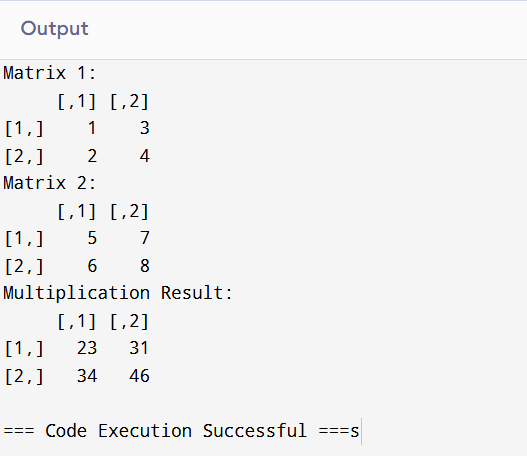 Output
Matrix 1:
     [,1] [,2]
[1,]    1    3
[2,]    2    4
Matrix 2:
     [,1] [,2]
[1,]    5    7
[2,]    6    8
Multiplication Result:
     [,1] [,2]
[1,]   23   31
[2,]   34   46
=== Code Execution Successful ===s